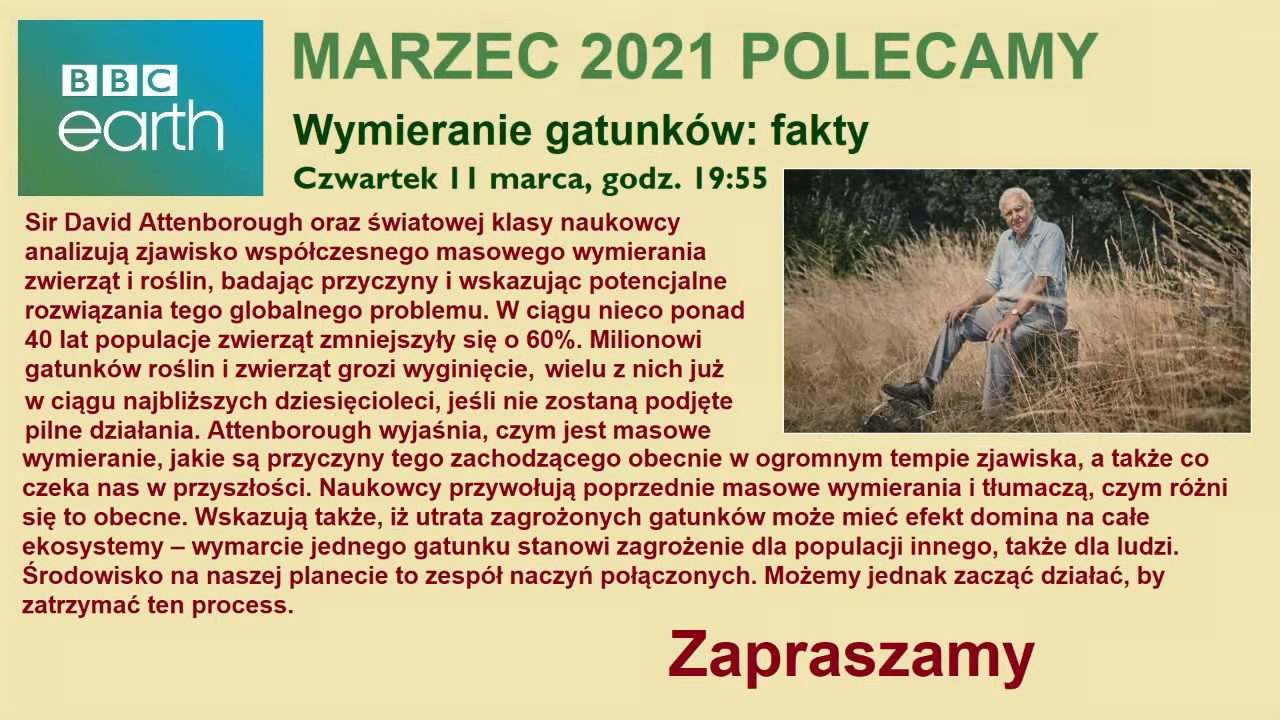 BBC
earth
MARZEC 2021 POLECAMY
Wymieranie gatunków: fakty
Czwartek 11 marca, godz. 19:55
Sir David Attenborough oraz światowej klasy naukowcy
analizują zjawisko współczesnego masowego wymierania
zwierząt i roślin, badając przyczyny i wskazując potencjalne
rozwiązania tego globalnego problemu. W ciągu nieco ponad
40 lat populacje zwierząt zmniejszyły się o 60%. Milionowi
gatunków roślin i zwierząt grozi wyginięcie, wielu z nich już
w ciągu najbliższych dziesięcioleci, jeśli nie zostaną podjęte
pilne działania. Attenborough wyjaśnia, czym jest masowe
wymieranie, jakie są przyczyny tego zachodzącego obecnie w ogromnym tempie zjawiska, a także co
czeka nas w przyszłości. Naukowcy przywołują poprzednie masowe wymierania i tłumaczą, czym różni
się to obecne. Wskazują także, iż utrata zagrożonych gatunków może mieć efekt domina na całe
ekosystemy – wymarcie jednego gatunku stanowi zagrożenie dla populacji innego, także dla ludzi.
Środowisko na naszej planecie to zespół naczyń połączonych. Możemy jednak zacząć działać, by
zatrzymać ten process.
Zapraszamy